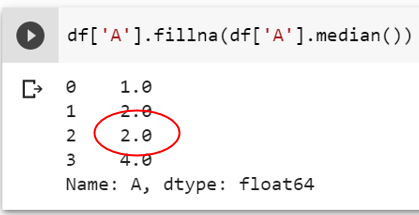 df['A'].fillna(df['A'].median())
0    1.0
1    2.0
2    2.0
3    4.0
Name: A, dtype: float64